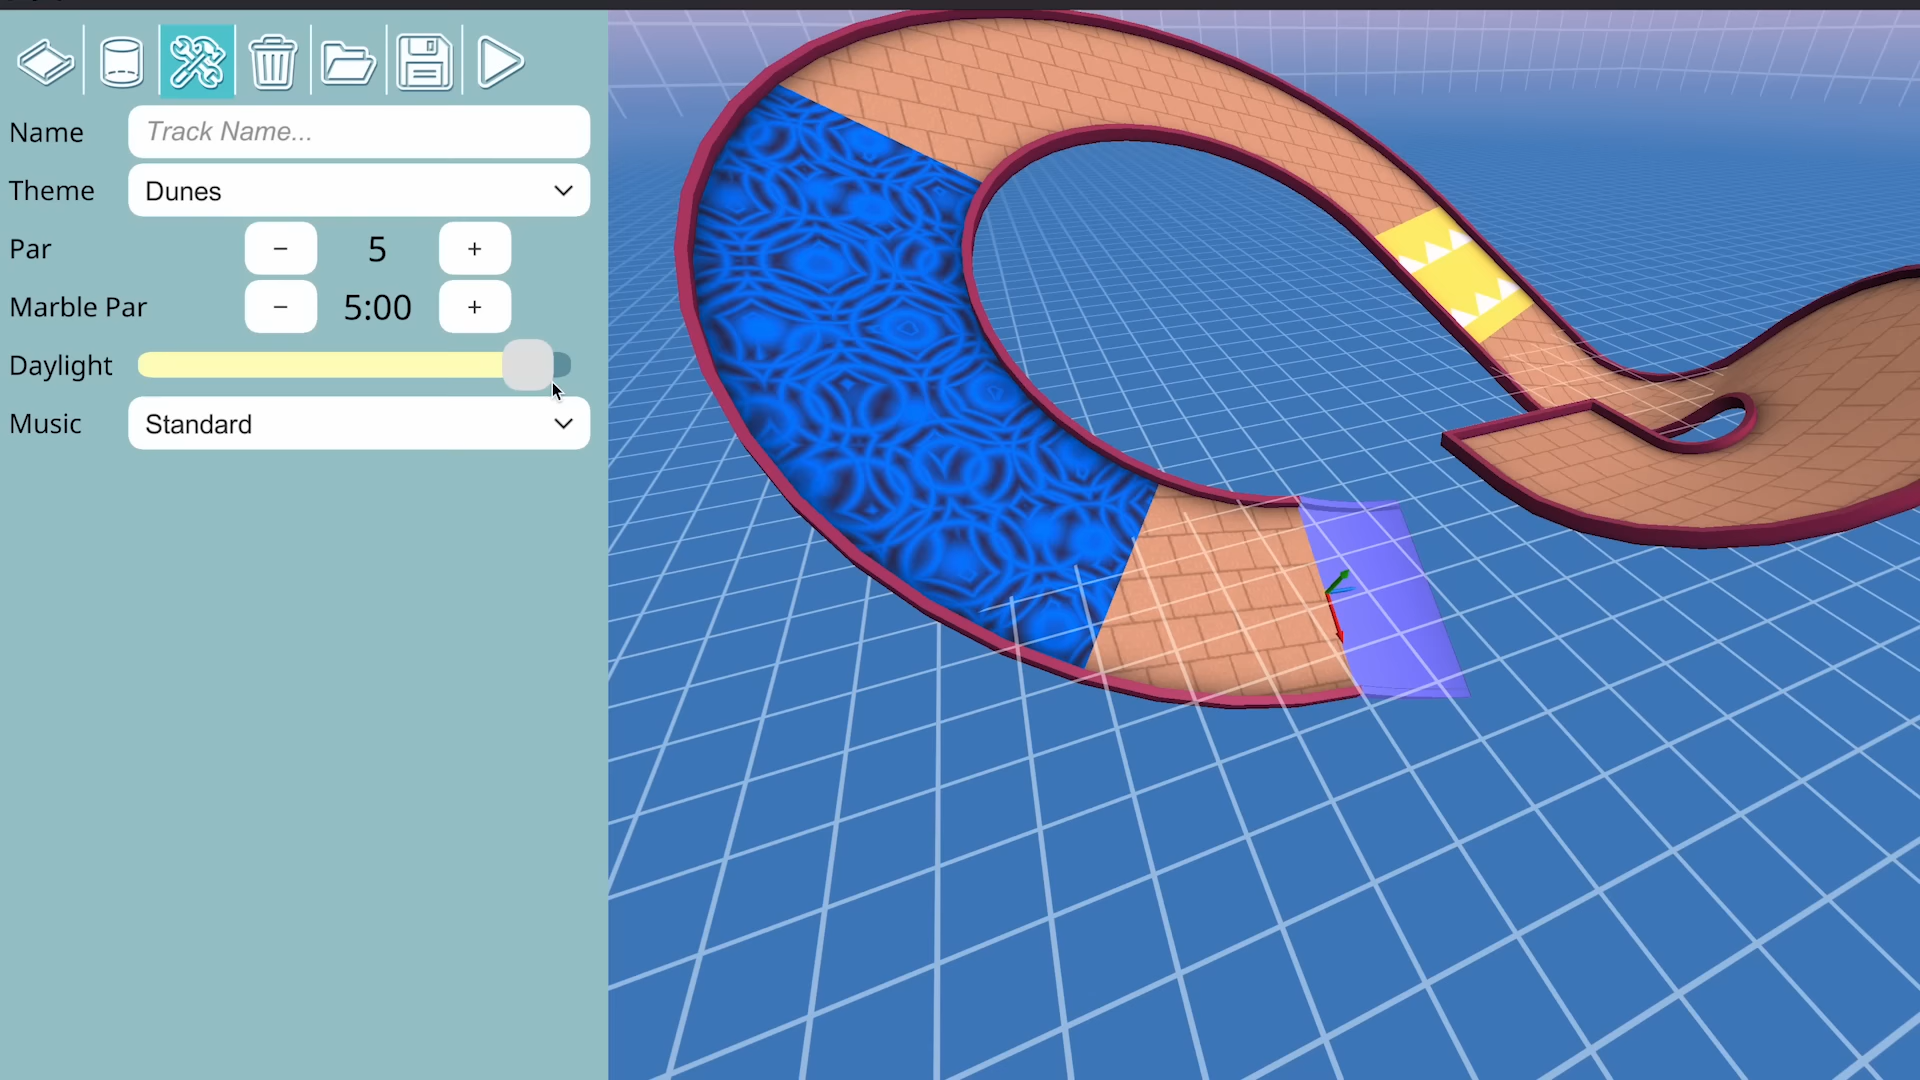 Name Track Name...
Theme Dunes
Par − 5 +
Marble Par − 5:00 +
Daylight
Music Standard